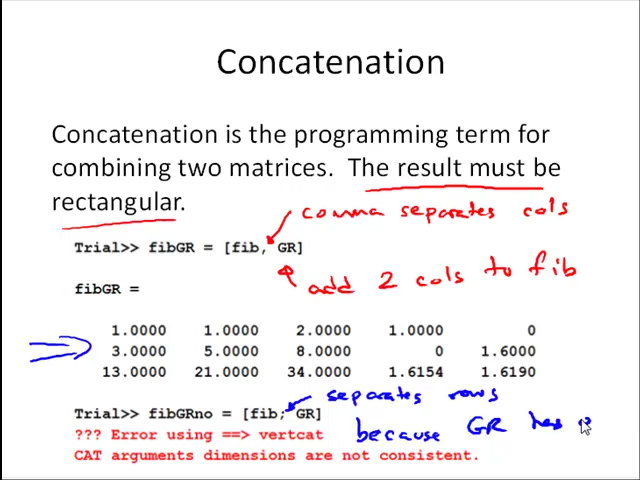 Concatenation
Concatenation is the programming term for
combining two matrices. The result must be
rectangular.
comma separates cols
Trial>> fibGR = [fib, GR]
add 2 cols to fib
fibGR =
1.0000 1.0000 2.0000 1.0000 0
3.0000 5.0000 8.0000 0 1.6000
13.0000 21.0000 34.0000 1.6154 1.6190
separates rows
Trial>> fibGRno = [fib; GR]
??? Error using ==> vertcat
because GR has
CAT arguments dimensions are not consistent.